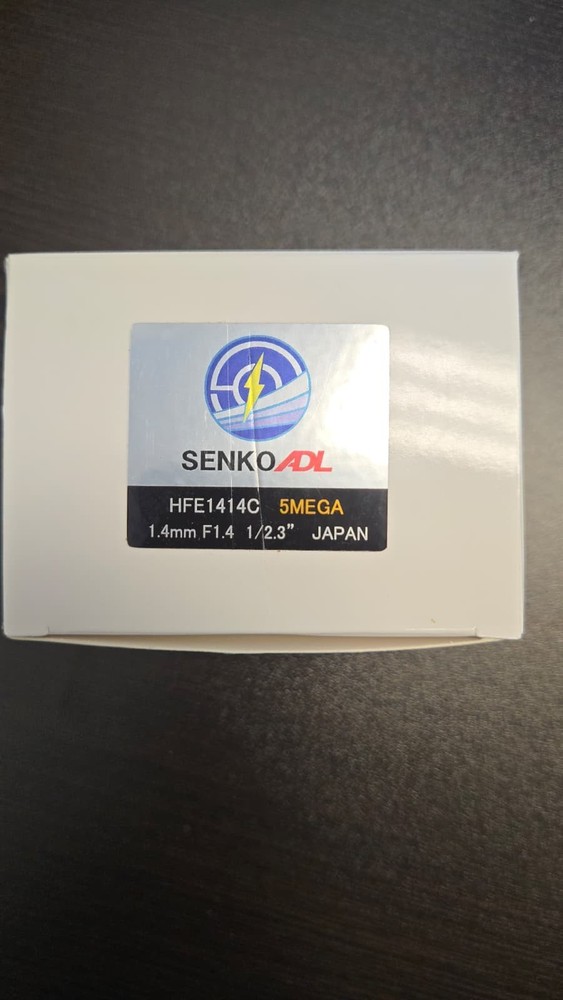 SENKOADL
HFE1414C 5MEGA
1.4mm F1.4 1/2.3” JAPAN